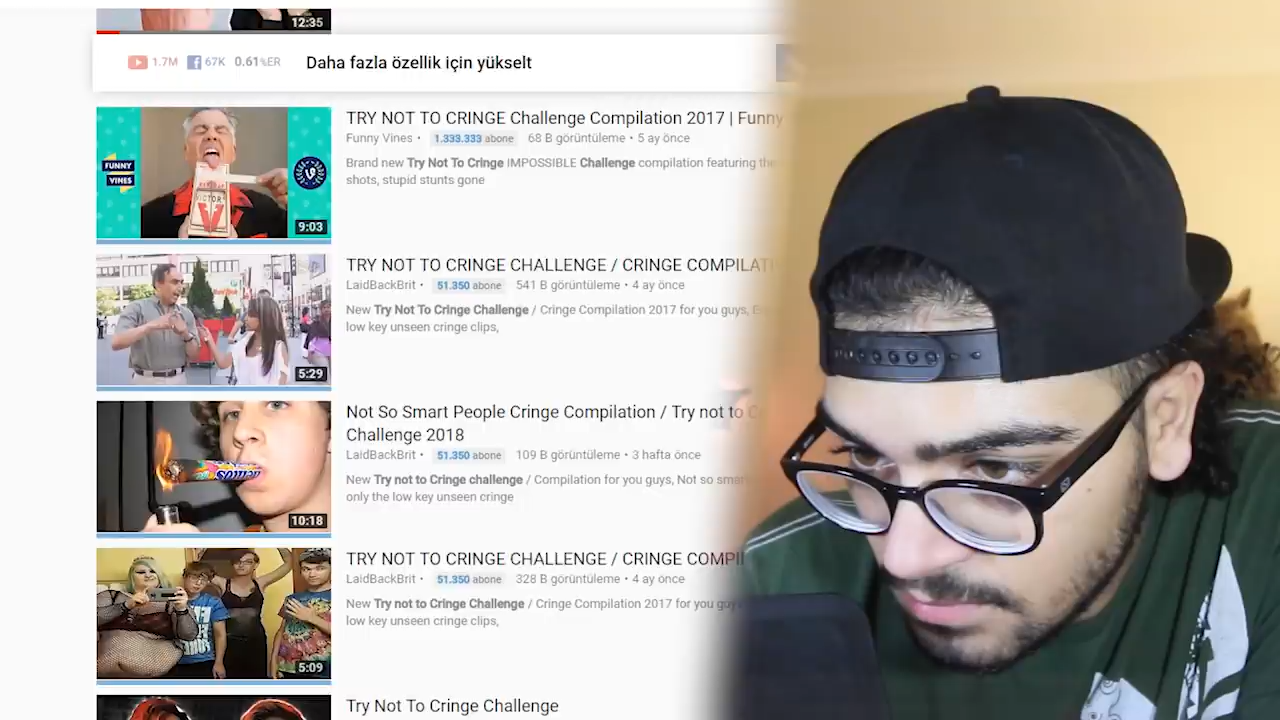 12:35
1.7M 67K 0.61%ER Daha fazla özellik için yükselt
TRY NOT TO CRINGE Challenge Compilation 2017 | Funny
Funny Vines • 1.333.333 abone 68 B görüntüleme • 5 ay önce
Brand new Try Not To Cringe IMPOSSIBLE Challenge compilation featuring the
shots, stupid stunts gone
FUNNY
VINES
VICTOR
9:03
TRY NOT TO CRINGE CHALLENGE / CRINGE COMPILATI
LaidBackBrit • 51.350 abone 541 B görüntüleme • 4 ay önce
New Try Not To Cringe Challenge / Cringe Compilation 2017 for you guys,
low key unseen cringe clips,
5:29
Not So Smart People Cringe Compilation / Try not to C
Challenge 2018
LaidBackBrit • 51.350 abone 109 B görüntüleme • 3 hafta önce
New Try not to Cringe challenge / Compilation for you guys, Not so smar
only the low key unseen cringe
10:18
TRY NOT TO CRINGE CHALLENGE / CRINGE COMPIL
LaidBackBrit • 51.350 abone 328 B görüntüleme • 4 ay önce
New Try not to Cringe Challenge / Cringe Compilation 2017 for you guys
low key unseen cringe clips,
5:09
Try Not To Cringe Challenge